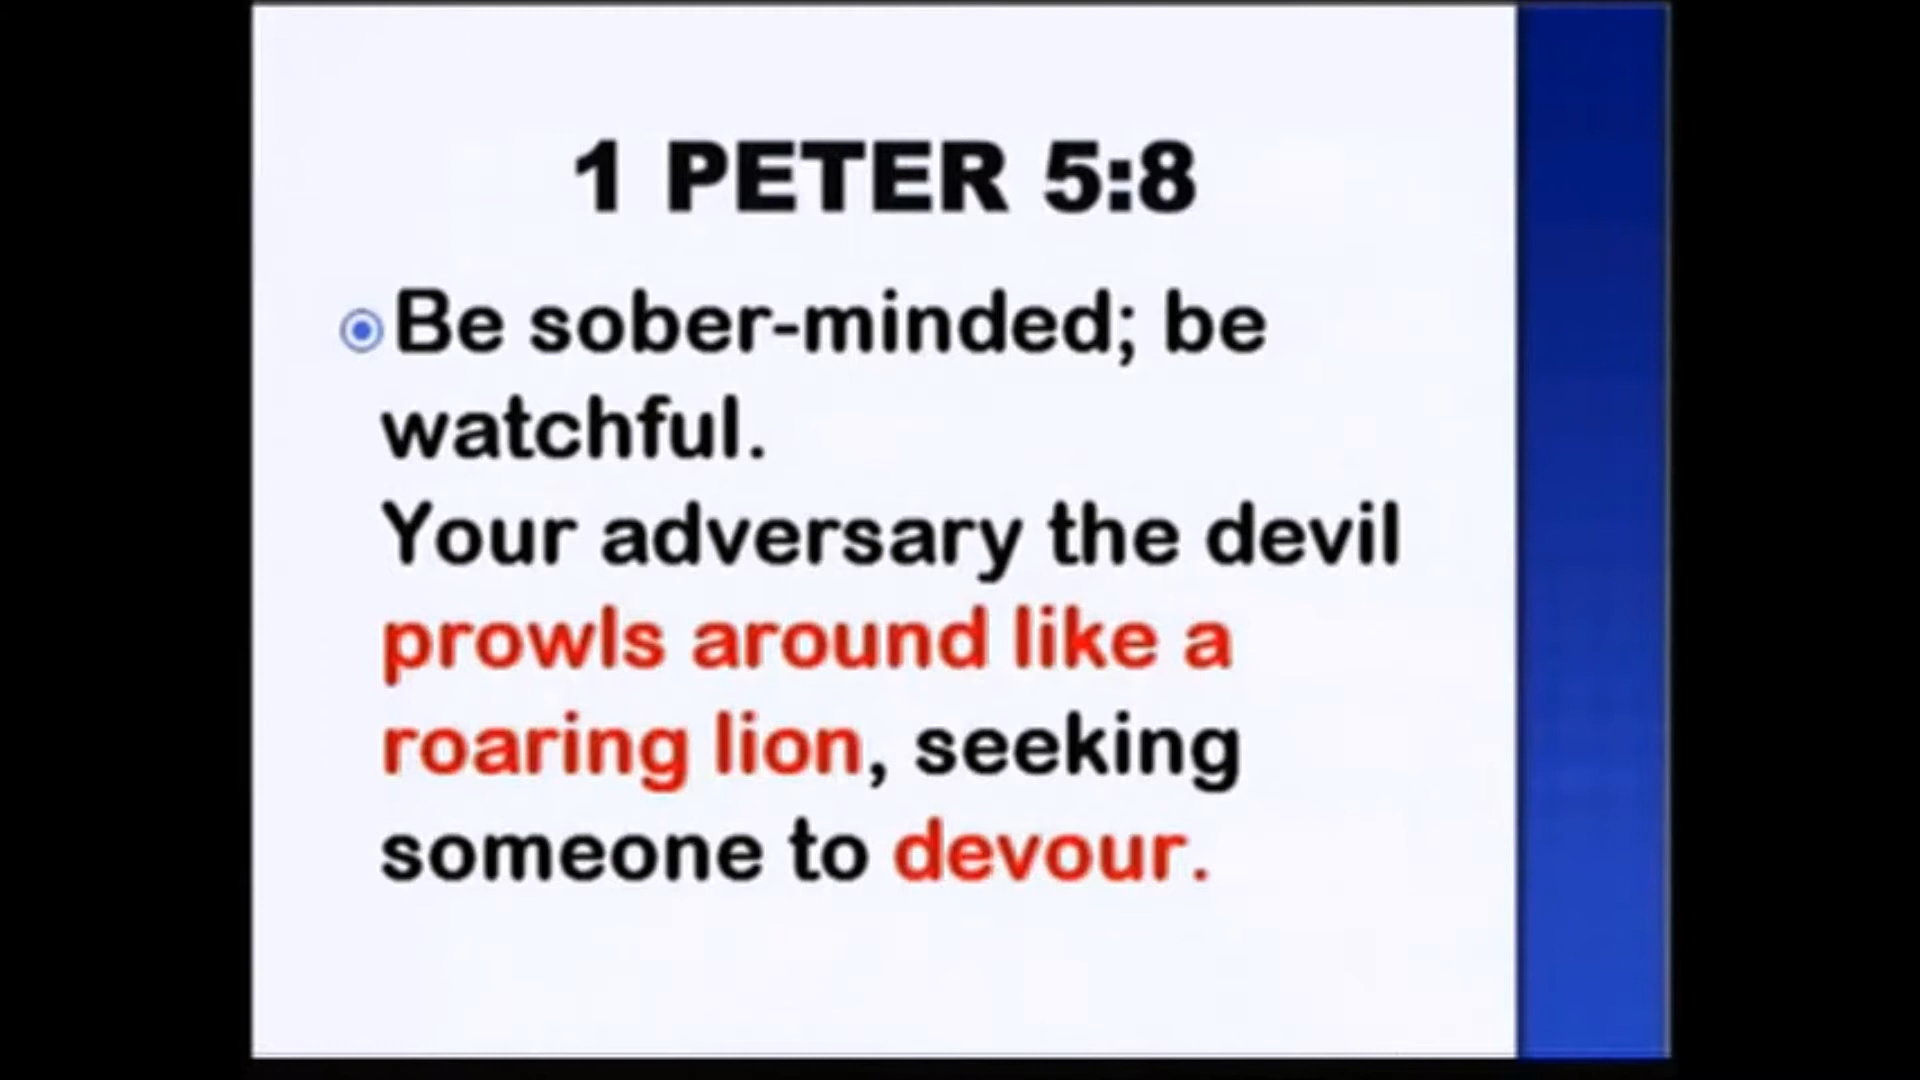 1 PETER 5:8
Be sober-minded; be
watchful.
Your adversary the devil
prowls around like a
roaring lion, seeking
someone to devour.